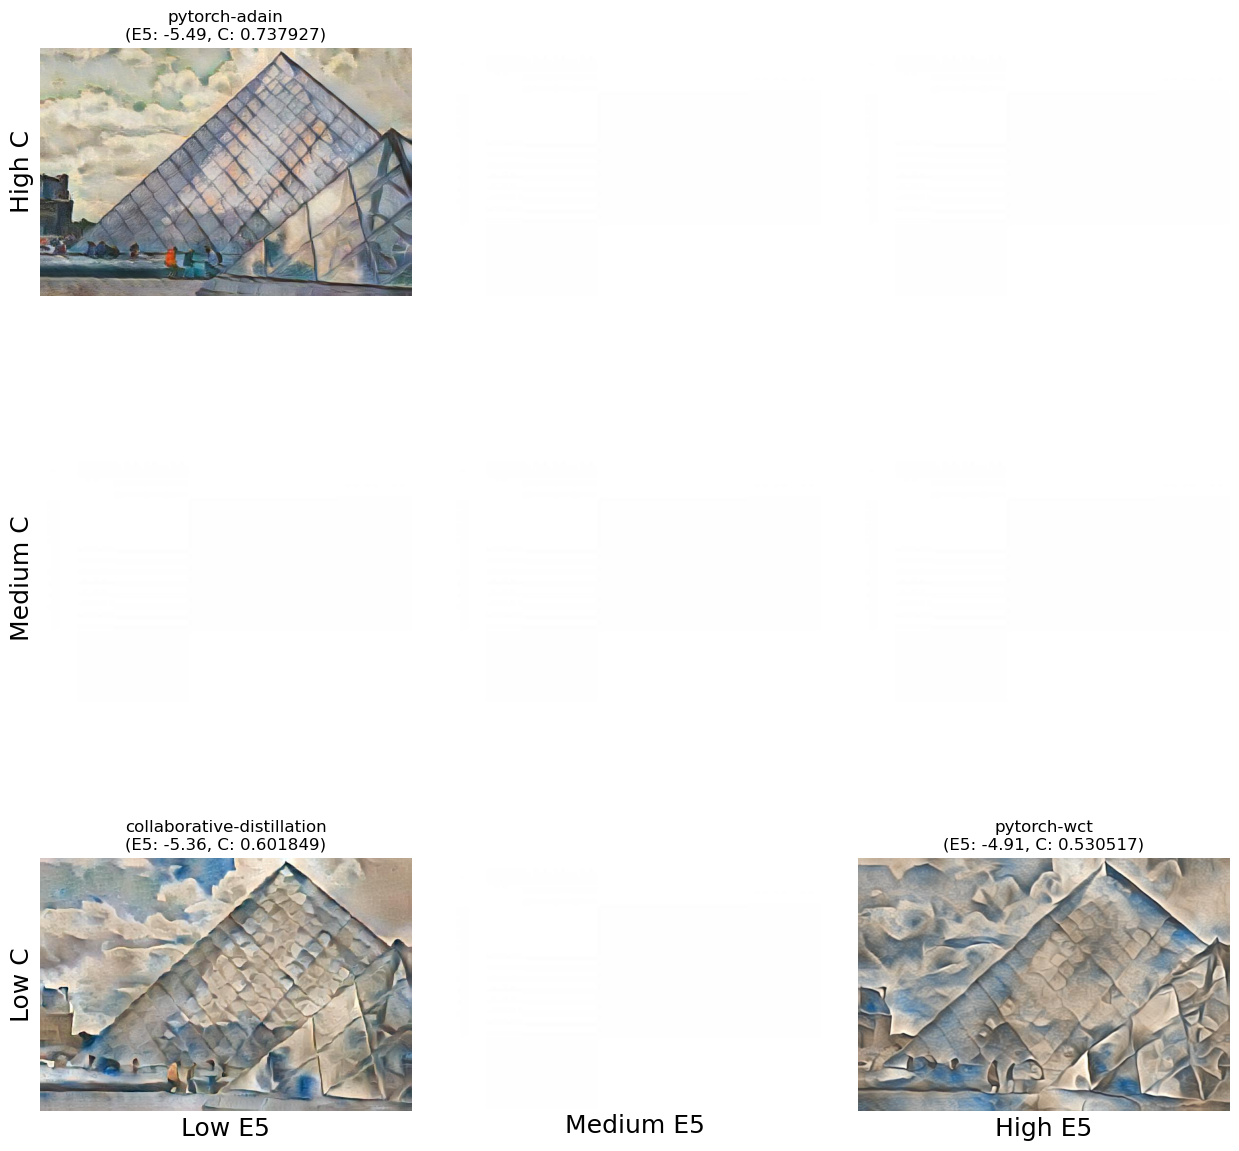 pytorch-adain
(E5: -5.49, C: 0.737927)
High C
Medium C
collaborative-distillation
(E5: -5.36, C: 0.601849)
pytorch-wct
(E5: -4.91, C: 0.530517)
Low C
Low E5
Medium E5
High E5